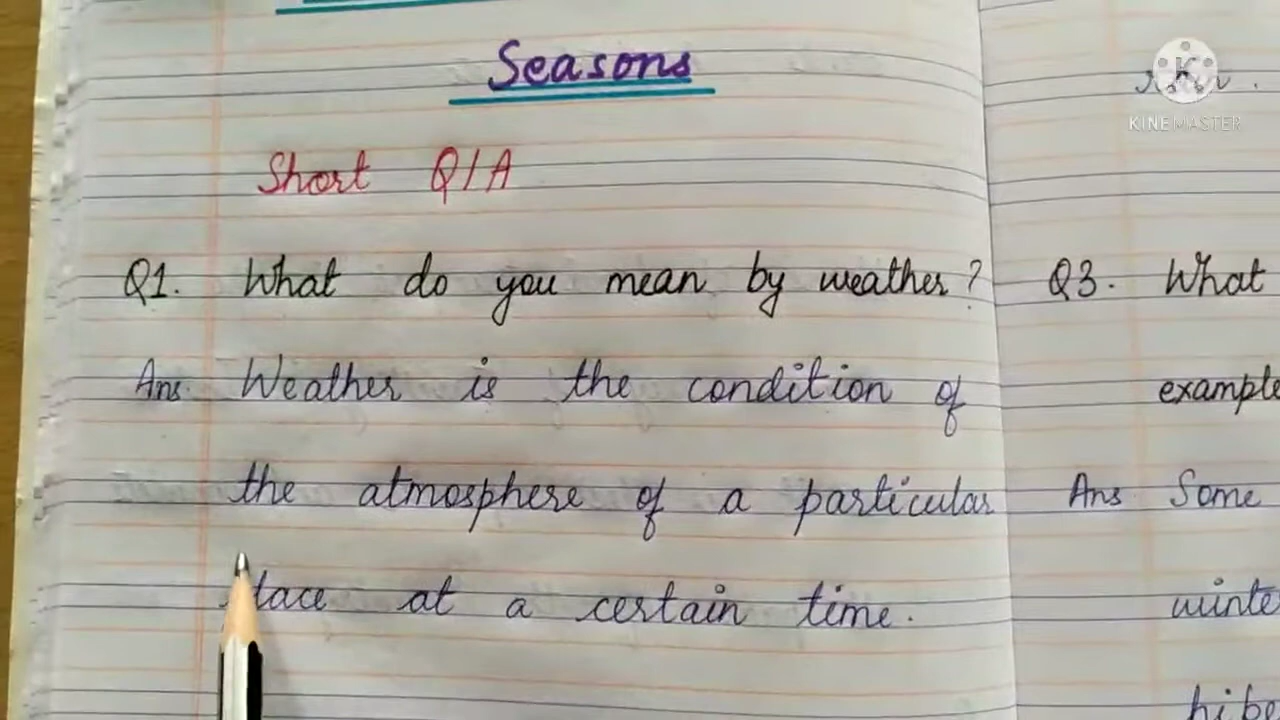 Seasons
Short Q/A
Q1. What do you mean by weather?
Ans. Weather is the condition of
the atmosphere of a particular
place at a certain time.
Q3. What
example
Ans Some
winte
hibe
KINEMASTER